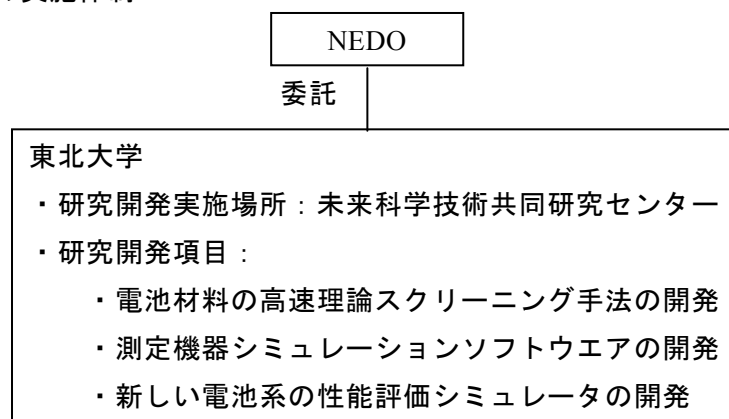 NEDO
委託
東北大学
・研究開発実施場所：未来科学技術共同研究センター
・研究開発項目：
・電池材料の高速理論スクリーニング手法の開発
・測定機器シミュレーションソフトウエアの開発
・新しい電池系の性能評価シミュレータの開発